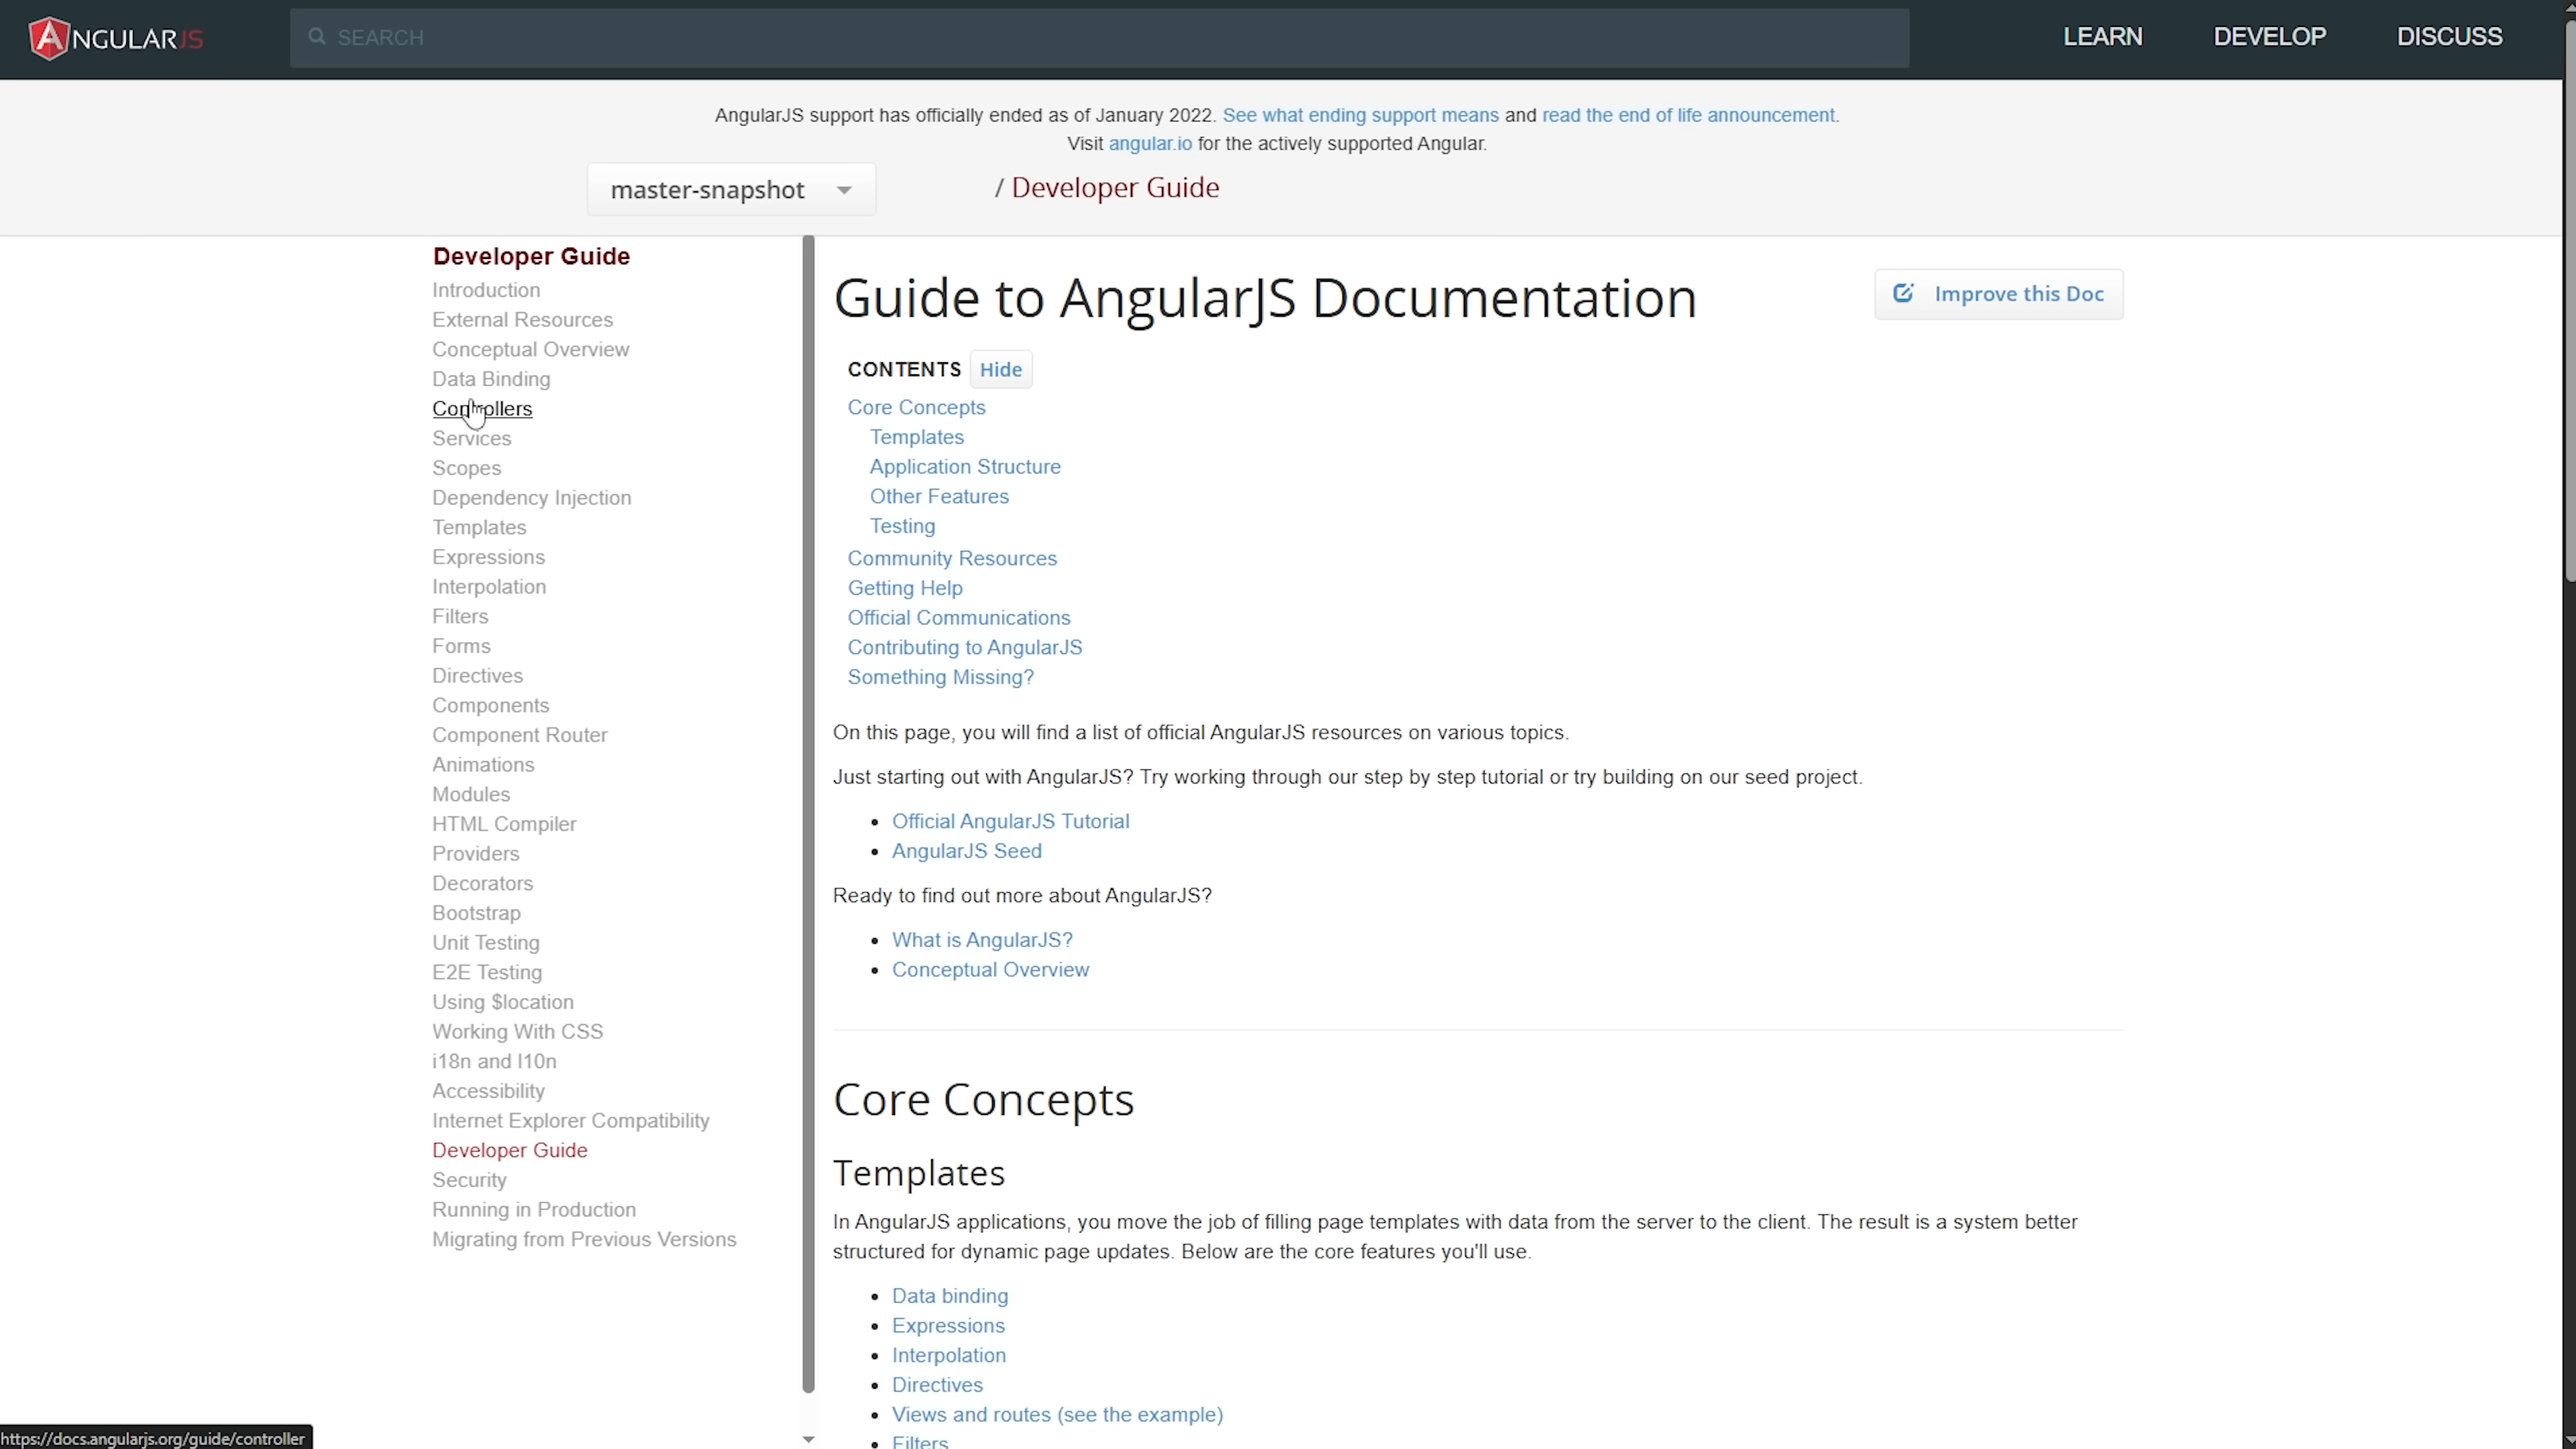 ANGULARJS
SEARCH
LEARN
DEVELOP
DISCUSS
AngularJS support has officially ended as of January 2022. See what ending support means and read the end of life announcement.
Visit angular.io for the actively supported Angular.
master-snapshot
/ Developer Guide
Developer Guide
Introduction
External Resources
Conceptual Overview
Data Binding
Controllers
Services
Scopes
Dependency Injection
Templates
Expressions
Interpolation
Filters
Forms
Directives
Components
Component Router
Animations
Modules
HTML Compiler
Providers
Decorators
Bootstrap
Unit Testing
E2E Testing
Using $location
Working With CSS
i18n and l10n
Accessibility
Internet Explorer Compatibility
Developer Guide
Security
Running in Production
Migrating from Previous Versions
Guide to AngularJS Documentation
Improve this Doc
CONTENTS Hide
Core Concepts
Templates
Application Structure
Other Features
Testing
Community Resources
Getting Help
Official Communications
Contributing to AngularJS
Something Missing?
On this page, you will find a list of official AngularJS resources on various topics.
Just starting out with AngularJS? Try working through our step by step tutorial or try building on our seed project.
• Official AngularJS Tutorial
• AngularJS Seed
Ready to find out more about AngularJS?
• What is AngularJS?
• Conceptual Overview
Core Concepts
Templates
In AngularJS applications, you move the job of filling page templates with data from the server to the client. The result is a system better
structured for dynamic page updates. Below are the core features you'll use.
• Data binding
• Expressions
• Interpolation
• Directives
• Views and routes (see the example)
• Filters
https://docs.angularjs.org/guide/controller